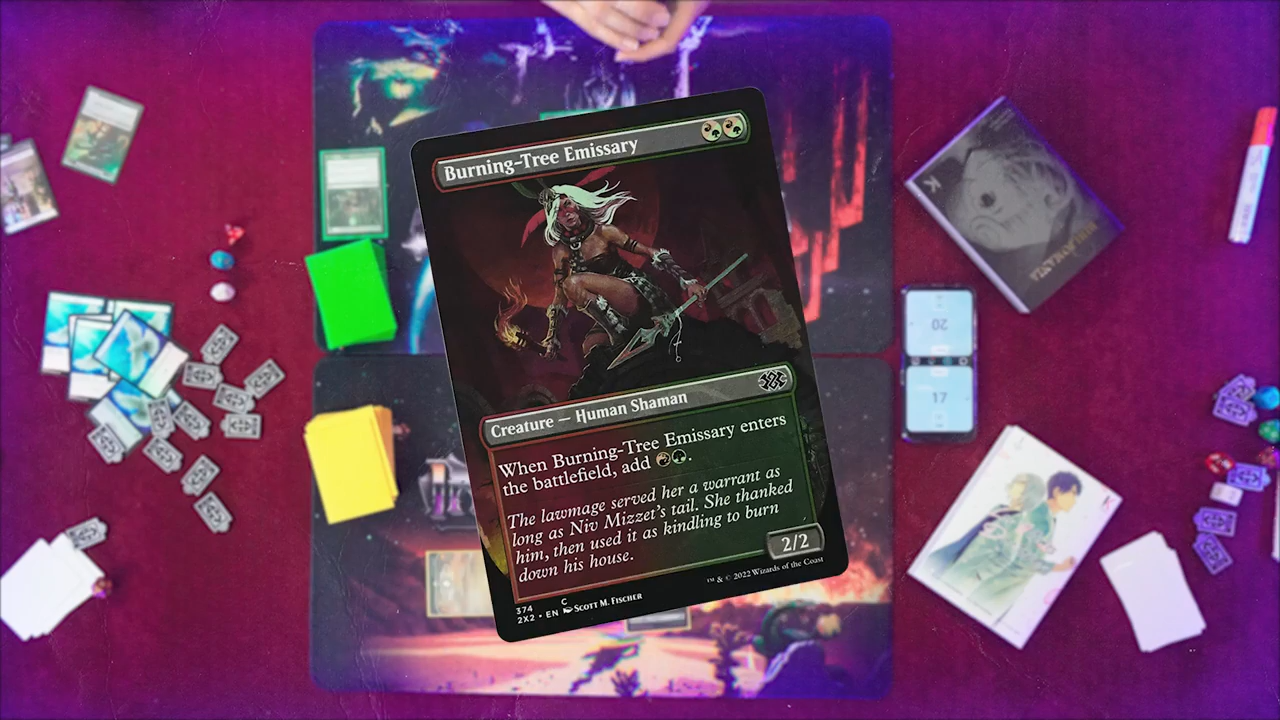 Burning-Tree Emissary
Creature — Human Shaman
When Burning-Tree Emissary enters
the battlefield, add
.
The lawmage served her a warrant as
long as Niv Mizzet's tail. She thanked
him, then used it as kindling to burn
down his house.
2/2
374 C
2X2 • EN Scott M. Fischer
™ & © 2022 Wizards of the Coast
20
17
K